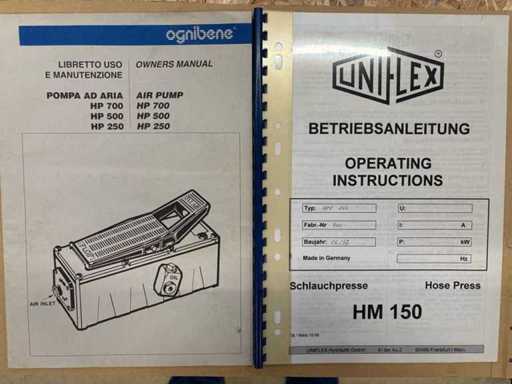 ognibene
LIBRETTO USO
E MANUTENZIONE
OWNERS MANUAL
POMPA AD ARIA
HP 700
HP 500
HP 250
AIR PUMP
HP 700
HP 500
HP 250
OIL
AIR INLET
UNIFLEX
®
BETRIEBSANLEITUNG
OPERATING
INSTRUCTIONS
Typ:
U:
Fabr.-Nr
I: A
Baujahr:
P: kW
Made in Germany
Hz
Schlauchpresse Hose Press
HM 150
UNIFLEX-Hydraulik GmbH